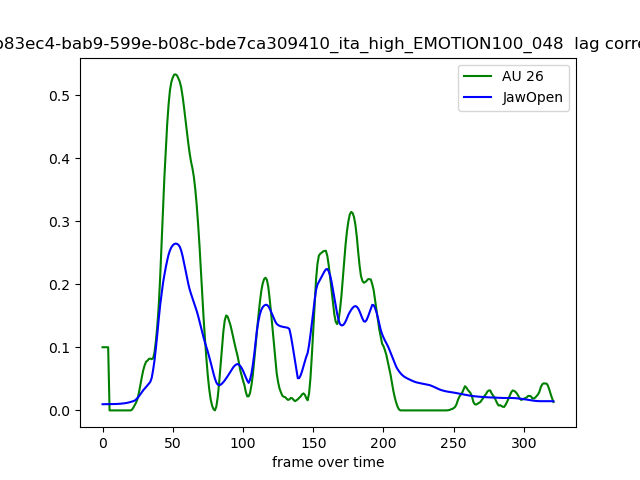 b83ec4-bab9-599e-b08c-bde7ca309410_ita_high_EMOTION100_048 lag corre
AU 26
JawOpen
0.5
0.4
0.3
0.2
0.1
0.0
0 50 100 150 200 250 300
frame over time